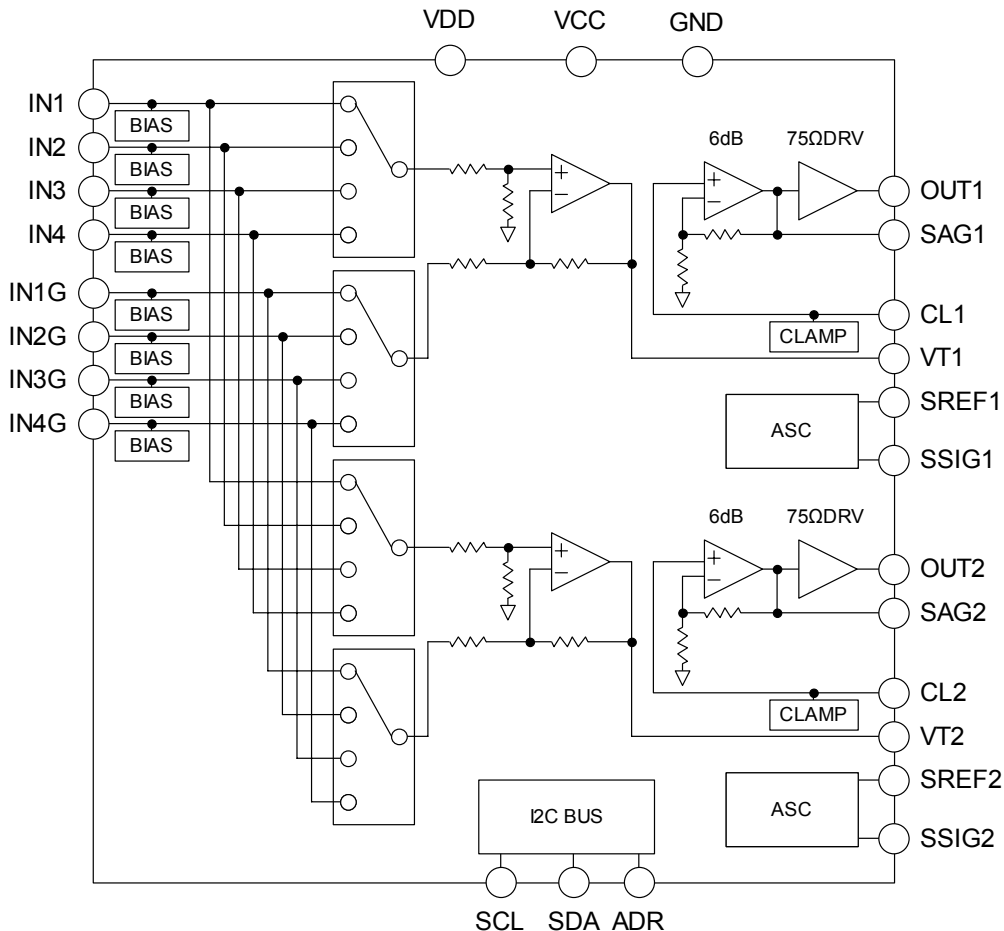 VDD
VCC
GND
IN1
BIAS
IN2
BIAS
IN3
BIAS
IN4
BIAS
IN1G
BIAS
IN2G
BIAS
IN3G
BIAS
IN4G
BIAS
+
−
6dB
75ΩDRV
+
−
OUT1
SAG1
CL1
CLAMP
VT1
SREF1
ASC
SSIG1
+
−
6dB
75ΩDRV
+
−
OUT2
SAG2
CL2
CLAMP
VT2
SREF2
ASC
SSIG2
I2C BUS
SCL
SDA
ADR